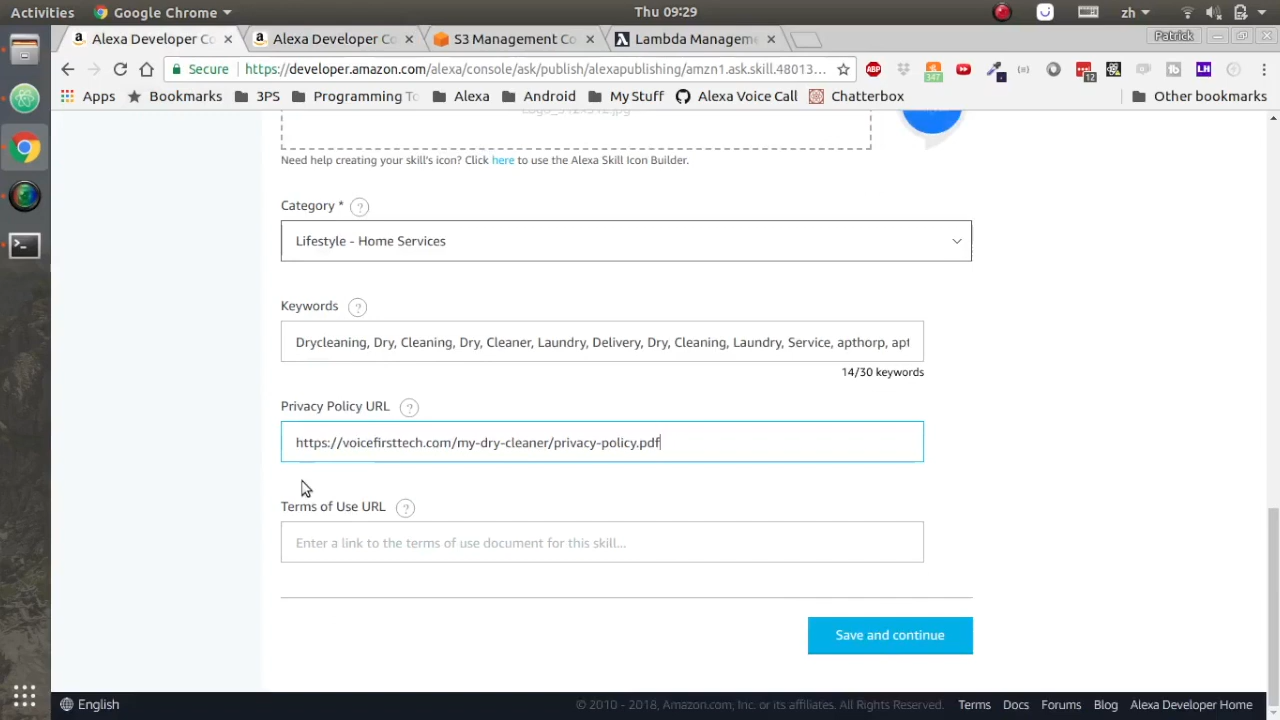 Activities Google Chrome Thu 09:29 zh
Alexa Developer Co Alexa Developer Co S3 Management Co Lambda Manageme Patrick
Secure https://developer.amazon.com/alexa/console/ask/publish/alexapublishing/amzn1.ask.skill.48013... ABP 347 12 LH
Apps Bookmarks 3PS Programming To Alexa Android My Stuff Alexa Voice Call Chatterbox Other bookmarks
Logo_512x512.jpg
Need help creating your skill's icon? Click here to use the Alexa Skill Icon Builder.
Category * ?
Lifestyle - Home Services
Keywords ?
Drycleaning, Dry, Cleaning, Dry, Cleaner, Laundry, Delivery, Dry, Cleaning, Laundry, Service, apthorp, apt
14/30 keywords
Privacy Policy URL ?
https://voicefirsttech.com/my-dry-cleaner/privacy-policy.pdf
Terms of Use URL ?
Enter a link to the terms of use document for this skill...
Save and continue
English © 2010 - 2018, Amazon.com, Inc. or its affiliates. All Rights Reserved. Terms Docs Forums Blog Alexa Developer Home